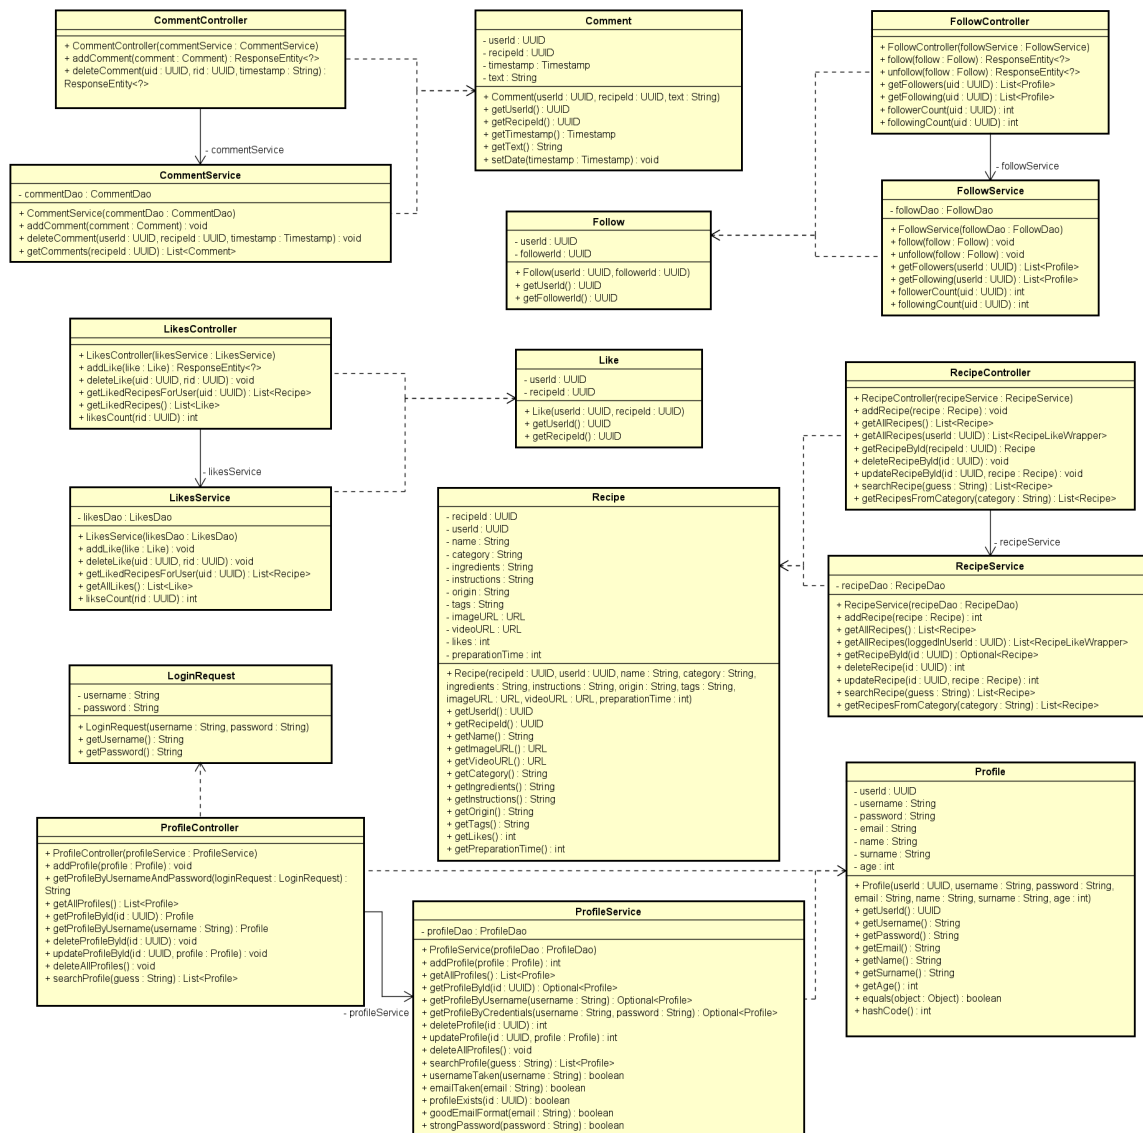 CommentController
+ CommentController(commentService : CommentService)
+ addComment(comment : Comment) : ResponseEntity<?>
+ deleteComment(uid : UUID, rid : UUID, timestamp : String) :
ResponseEntity<?>
- commentService
CommentService
- commentDao : CommentDao
+ CommentService(commentDao : CommentDao)
+ addComment(comment : Comment) : void
+ deleteComment(userId : UUID, recipeId : UUID, timestamp : Timestamp) : void
+ getComments(recipeId : UUID) : List<Comment>
Comment
- userId : UUID
- recipeId : UUID
- timestamp : Timestamp
- text : String
+ Comment(userId : UUID, recipeId : UUID, text : String)
+ getUserId() : UUID
+ getRecipeId() : UUID
+ getTimestamp() : Timestamp
+ getText() : String
+ setDate(timestamp : Timestamp) : void
FollowController
+ FollowController(followService : FollowService)
+ follow(follow : Follow) : ResponseEntity<?>
+ unfollow(follow : Follow) : ResponseEntity<?>
+ getFollowers(uid : UUID) : List<Profile>
+ getFollowing(uid : UUID) : List<Profile>
+ followerCount(uid : UUID) : int
+ followingCount(uid : UUID) : int
- followService
FollowService
- followDao : FollowDao
+ FollowService(followDao : FollowDao)
+ follow(follow : Follow) : void
+ unfollow(follow : Follow) : void
+ getFollowers(userId : UUID) : List<Profile>
+ getFollowing(userId : UUID) : List<Profile>
+ followerCount(uid : UUID) : int
+ followingCount(uid : UUID) : int
Follow
- userId : UUID
- followerId : UUID
+ Follow(userId : UUID, followerId : UUID)
+ getUserId() : UUID
+ getFollowerId() : UUID
LikesController
+ LikesController(likesService : LikesService)
+ addLike(like : Like) : ResponseEntity<?>
+ deleteLike(uid : UUID, rid : UUID) : void
+ getLikedRecipesForUser(uid : UUID) : List<Recipe>
+ getLikedRecipes() : List<Like>
+ likesCount(rid : UUID) : int
- likesService
LikesService
- likesDao : LikesDao
+ LikesService(likesDao : LikesDao)
+ addLike(like : Like) : void
+ deleteLike(uid : UUID, rid : UUID) : void
+ getLikedRecipesForUser(uid : UUID) : List<Recipe>
+ getAllLikes() : List<Like>
+ likseCount(rid : UUID) : int
Like
- userId : UUID
- recipeId : UUID
+ Like(userId : UUID, recipeId : UUID)
+ getUserId() : UUID
+ getRecipeId() : UUID
RecipeController
+ RecipeController(recipeService : RecipeService)
+ addRecipe(recipe : Recipe) : void
+ getAllRecipes() : List<Recipe>
+ getAllRecipes(userId : UUID) : List<RecipeLikeWrapper>
+ getRecipeById(recipeId : UUID) : Recipe
+ deleteRecipeById(id : UUID) : void
+ updateRecipeById(id : UUID, recipe : Recipe) : void
+ searchRecipe(guess : String) : List<Recipe>
+ getRecipesFromCategory(category : String) : List<Recipe>
- recipeService
RecipeService
- recipeDao : RecipeDao
+ RecipeService(recipeDao : RecipeDao)
+ addRecipe(recipe : Recipe) : int
+ getAllRecipes() : List<Recipe>
+ getAllRecipes(loggedInUserId : UUID) : List<RecipeLikeWrapper>
+ getRecipeById(id : UUID) : Optional<Recipe>
+ deleteRecipe(id : UUID) : int
+ updateRecipe(id : UUID, recipe : Recipe) : int
+ searchRecipe(guess : String) : List<Recipe>
+ getRecipesFromCategory(category : String) : List<Recipe>
Recipe
- recipeId : UUID
- userId : UUID
- name : String
- category : String
- ingredients : String
- instructions : String
- origin : String
- tags : String
- imageURL : URL
- videoURL : URL
- likes : int
- preparationTime : int
+ Recipe(recipeId : UUID, userId : UUID, name : String, category : String,
ingredients : String, instructions : String, origin : String, tags : String,
imageURL : URL, videoURL : URL, preparationTime : int)
+ getUserId() : UUID
+ getRecipeId() : UUID
+ getName() : String
+ getImageURL() : URL
+ getVideoURL() : URL
+ getCategory() : String
+ getIngredients() : String
+ getInstructions() : String
+ getOrigin() : String
+ getTags() : String
+ getLikes() : int
+ getPreparationTime() : int
LoginRequest
- username : String
- password : String
+ LoginRequest(username : String, password : String)
+ getUsername() : String
+ getPassword() : String
ProfileController
+ ProfileController(profileService : ProfileService)
+ addProfile(profile : Profile) : void
+ getProfileByUsernameAndPassword(loginRequest : LoginRequest) :
String
+ getAllProfiles() : List<Profile>
+ getProfileById(id : UUID) : Profile
+ getProfileByUsername(username : String) : Profile
+ deleteProfileById(id : UUID) : void
+ updateProfileById(id : UUID, profile : Profile) : void
+ deleteAllProfiles() : void
+ searchProfile(guess : String) : List<Profile>
- profileService
ProfileService
- profileDao : ProfileDao
+ ProfileService(profileDao : ProfileDao)
+ addProfile(profile : Profile) : int
+ getAllProfiles() : List<Profile>
+ getProfileById(id : UUID) : Optional<Profile>
+ getProfileByUsername(username : String) : Optional<Profile>
+ getProfileByCredentials(username : String, password : String) : Optional<Profile>
+ deleteProfile(id : UUID) : int
+ updateProfile(id : UUID, profile : Profile) : int
+ deleteAllProfiles() : void
+ searchProfile(guess : String) : List<Profile>
+ usernameTaken(username : String) : boolean
+ emailTaken(email : String) : boolean
+ profileExists(id : UUID) : boolean
+ goodEmailFormat(email : String) : boolean
+ strongPassword(password : String) : boolean
Profile
- userId : UUID
- username : String
- password : String
- email : String
- name : String
- surname : String
- age : int
+ Profile(userId : UUID, username : String, password : String,
email : String, name : String, surname : String, age : int)
+ getUserId() : UUID
+ getUsername() : String
+ getPassword() : String
+ getEmail() : String
+ getName() : String
+ getSurname() : String
+ getAge() : int
+ equals(object : Object) : boolean
+ hashCode() : int